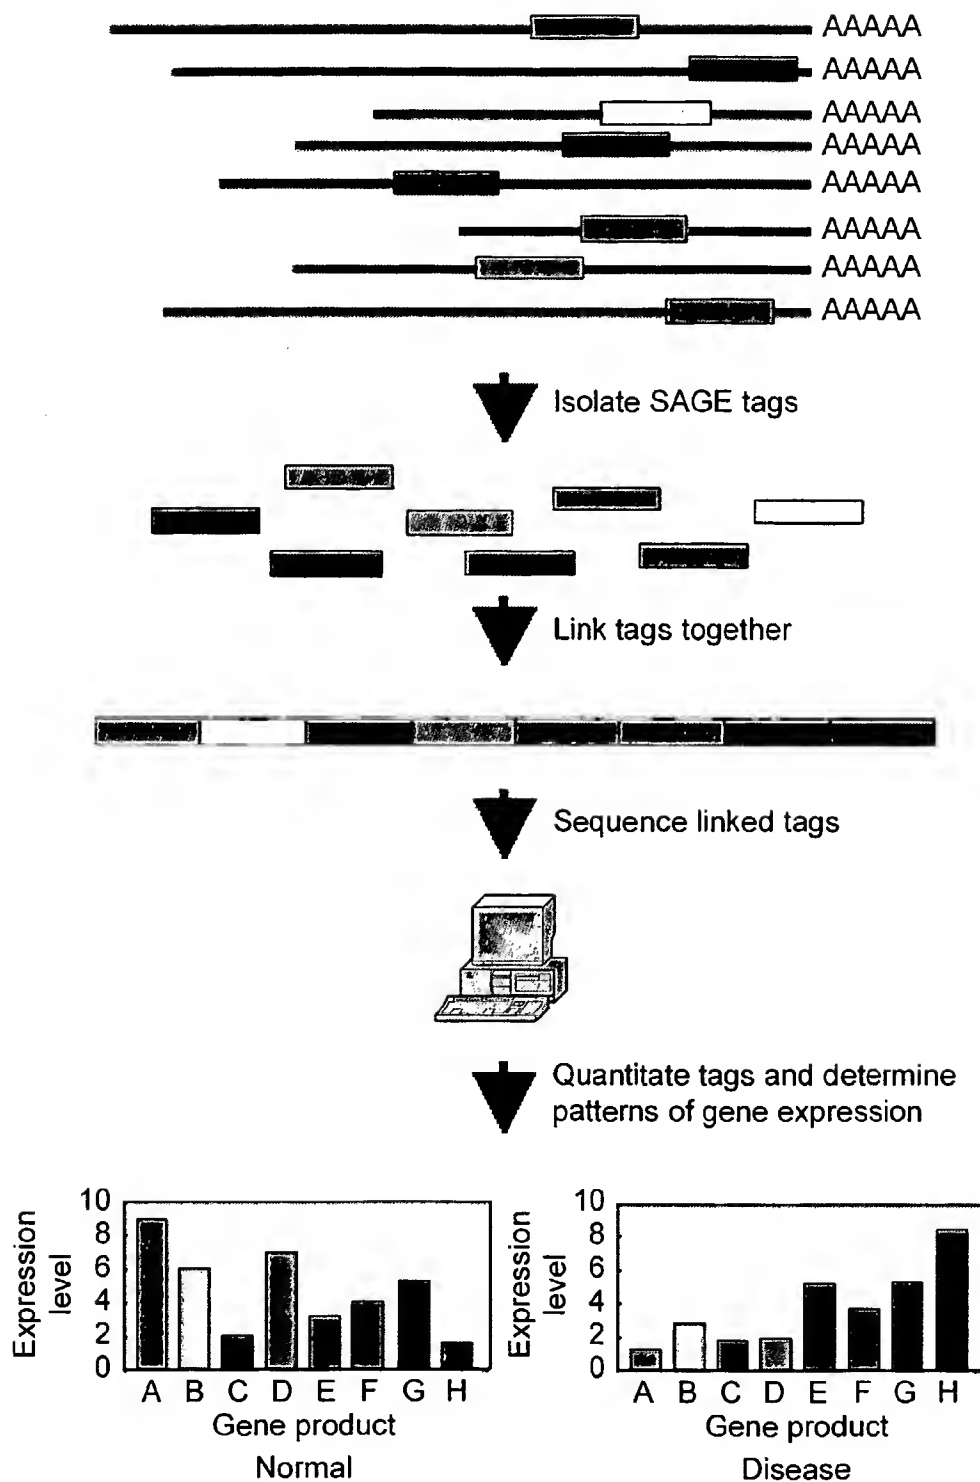 AAAAA
AAAAA
AAAAA
AAAAA
AAAAA
AAAAA
AAAAA
AAAAA
Isolate SAGE tags
Link tags together
Sequence linked tags
Quantitate tags and determine
patterns of gene expression
Expression
level
10
8
6
4
2
0
A B C D E F G H
Gene product
Normal
Expression
level
10
8
6
4
2
0
A B C D E F G H
Gene product
Disease